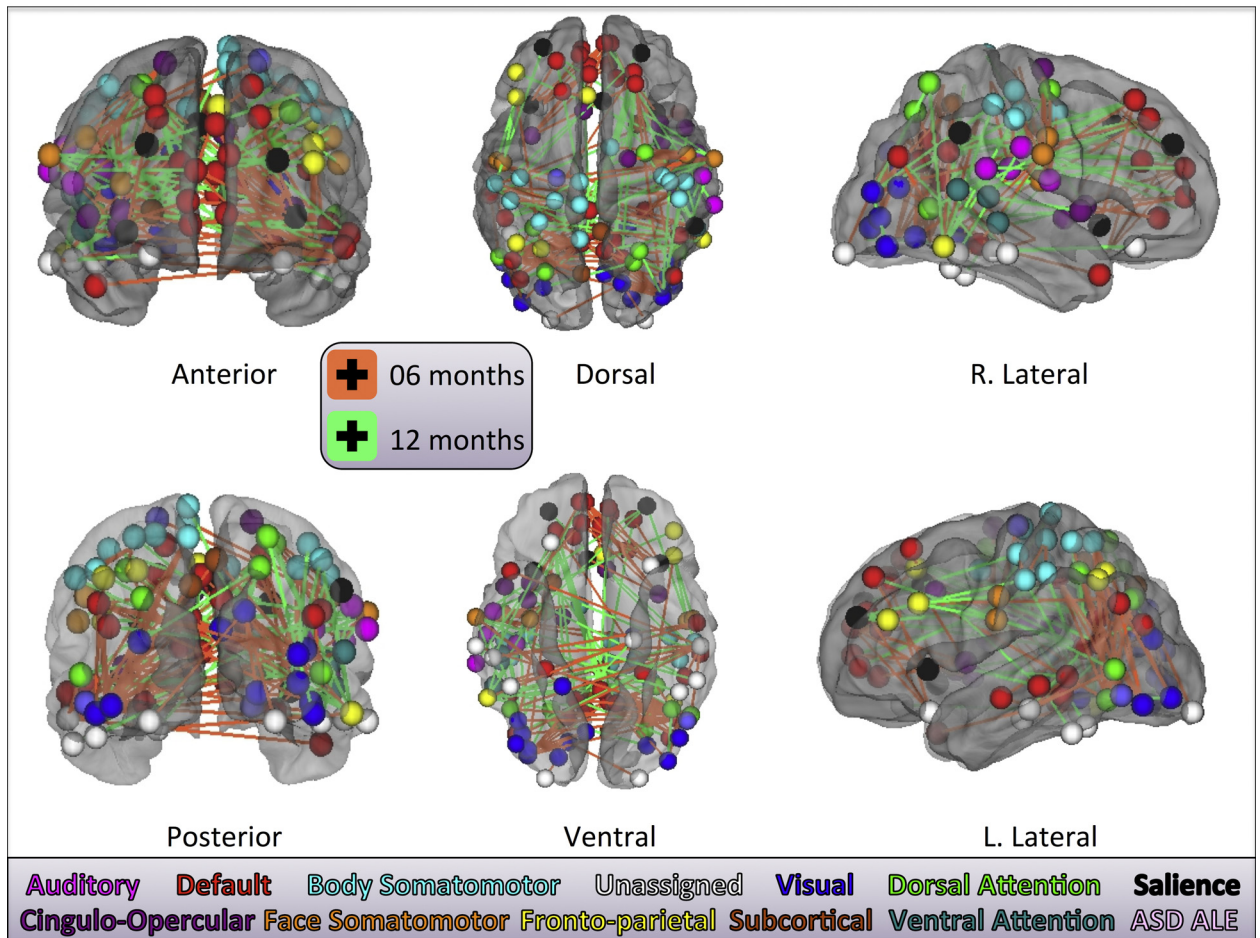 Anterior
Dorsal
R. Lateral
06 months
12 months
Posterior
Ventral
L. Lateral
Auditory Default Body Somatomotor Unassigned Visual Dorsal Attention Salience
Cingulo-Opercular Face Somatomotor Fronto-parietal Subcortical Ventral Attention ASD ALE